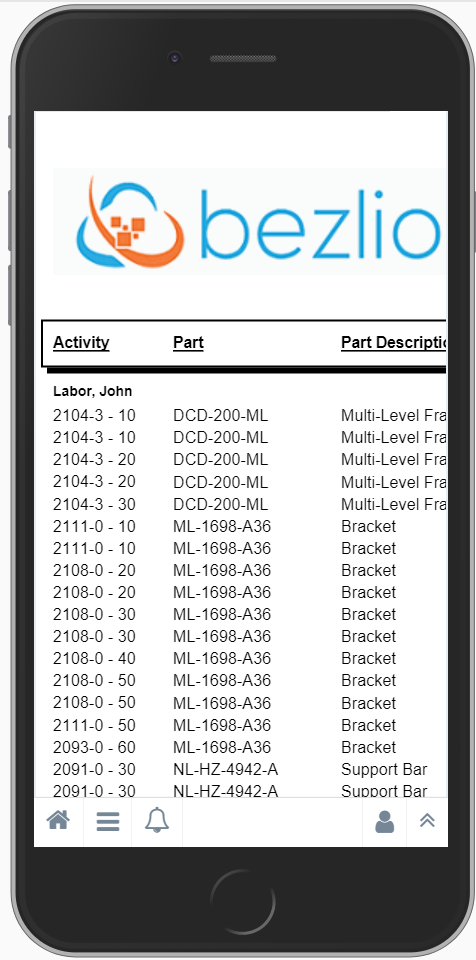 bezlio
Activity Part Part Descriptio
Labor, John
2104-3 - 10 DCD-200-ML Multi-Level Fra
2104-3 - 10 DCD-200-ML Multi-Level Fra
2104-3 - 20 DCD-200-ML Multi-Level Fra
2104-3 - 20 DCD-200-ML Multi-Level Fra
2104-3 - 30 DCD-200-ML Multi-Level Fra
2111-0 - 10 ML-1698-A36 Bracket
2111-0 - 10 ML-1698-A36 Bracket
2108-0 - 20 ML-1698-A36 Bracket
2108-0 - 20 ML-1698-A36 Bracket
2108-0 - 30 ML-1698-A36 Bracket
2108-0 - 30 ML-1698-A36 Bracket
2108-0 - 40 ML-1698-A36 Bracket
2108-0 - 50 ML-1698-A36 Bracket
2108-0 - 50 ML-1698-A36 Bracket
2111-0 - 50 ML-1698-A36 Bracket
2093-0 - 60 ML-1698-A36 Bracket
2091-0 - 30 NL-HZ-4942-A Support Bar
2091-0 - 30 NL-HZ-4942-A Support Bar